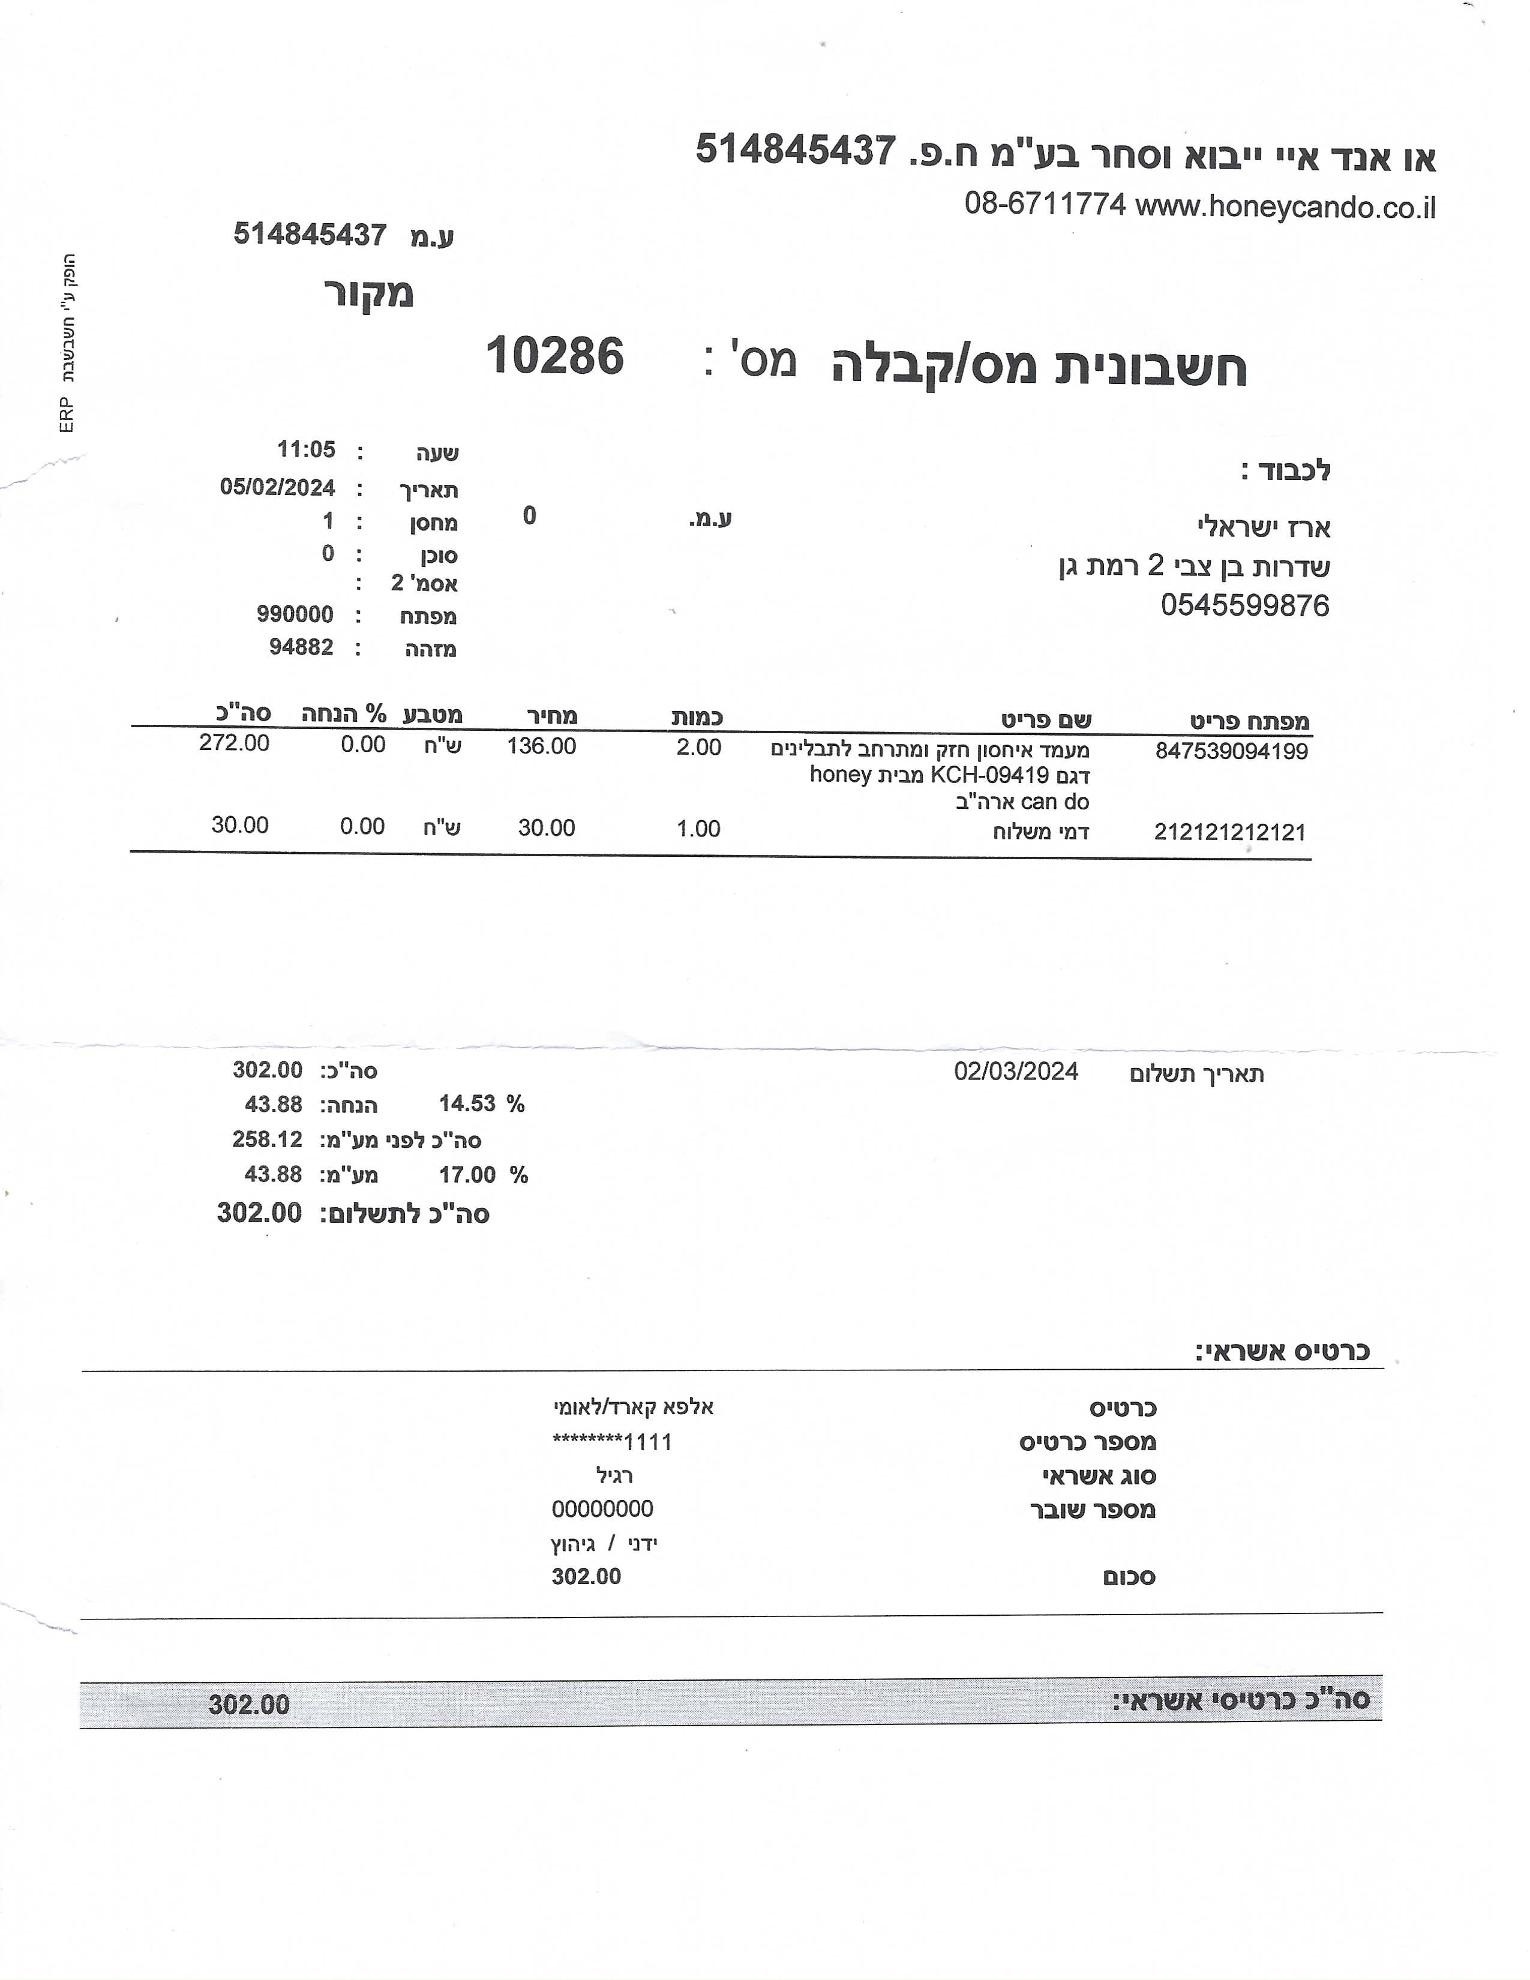 או אנד איי ייבוא וסחר בע"מ ח.פ. 514845437
08-6711774 www.honeycando.co.il
ע.מ 514845437
מקור
הופק ע"י חשבשבת ERP
חשבונית מס/קבלה מס' : 10286
שעה : 11:05
לכבוד :
תאריך : 05/02/2024
ע.מ. 0
מחסן : 1
ארז ישראלי
סוכן : 0
שדרות בן צבי 2 רמת גן
אסמ' 2 :
0545599876
מפתח : 990000
מזהה : 94882
מפתח פריט שם פריט כמות מחיר מטבע % הנחה סה"כ
847539094199 מעמד איחסון חזק ומתרחב לתבלינים 2.00 136.00 ש"ח 0.00 272.00
דגם KCH-09419 מבית honey
can do ארה"ב
212121212121 דמי משלוח 1.00 30.00 ש"ח 0.00 30.00
תאריך תשלום 02/03/2024
סה"כ: 302.00
% 14.53 הנחה: 43.88
סה"כ לפני מע"מ: 258.12
% 17.00 מע"מ: 43.88
סה"כ לתשלום: 302.00
כרטיס אשראי:
כרטיס אלפא קארד/לאומי
מספר כרטיס ********1111
סוג אשראי רגיל
מספר שובר 00000000
ידני / גיהוץ
סכום 302.00
סה"כ כרטיסי אשראי: 302.00